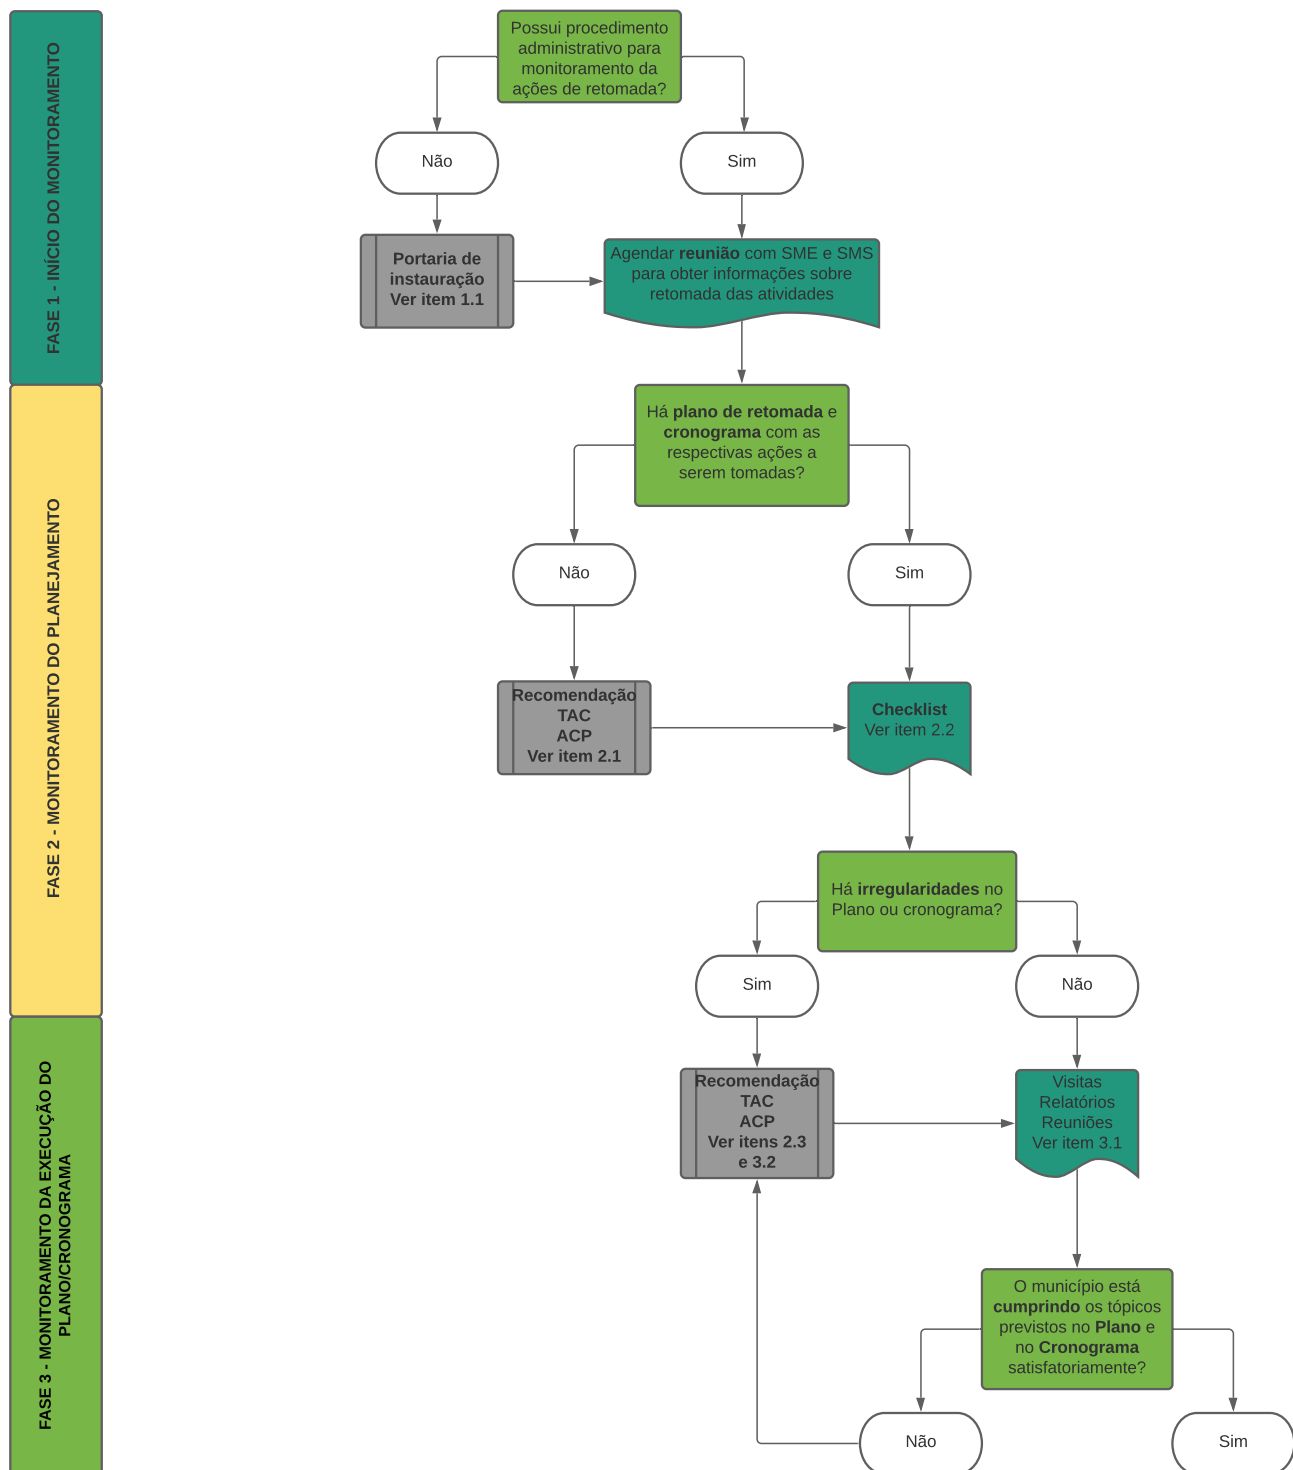 FASE 1 - INÍCIO DO MONITORAMENTO
Possui procedimento
administrativo para
monitoramento da
ações de retomada?
Não
Sim
Portaria de
instauração
Ver item 1.1
Agendar reunião com SME e SMS
para obter informações sobre
retomada das atividades
FASE 2 - MONITORAMENTO DO PLANEJAMENTO
Há plano de retomada e
cronograma com as
respectivas ações a
serem tomadas?
Não
Sim
Recomendação
TAC
ACP
Ver item 2.1
Checklist
Ver item 2.2
Há irregularidades no
Plano ou cronograma?
Sim
Não
FASE 3 - MONITORAMENTO DA EXECUÇÃO DO
PLANO/CRONOGRAMA
Recomendação
TAC
ACP
Ver itens 2.3
e 3.2
Visitas
Relatórios
Reuniões
Ver item 3.1
O município está
cumprindo os tópicos
previstos no Plano e
no Cronograma
satisfatoriamente?
Não
Sim